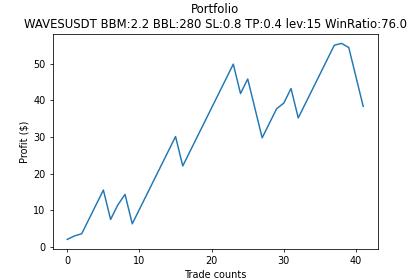 Portfolio
WAVESUSDT BBM:2.2 BBL:280 SL:0.8 TP:0.4 lev:15 WinRatio:76.0
Profit ($)
50
40
30
20
10
0
0 10 20 30 40
Trade counts